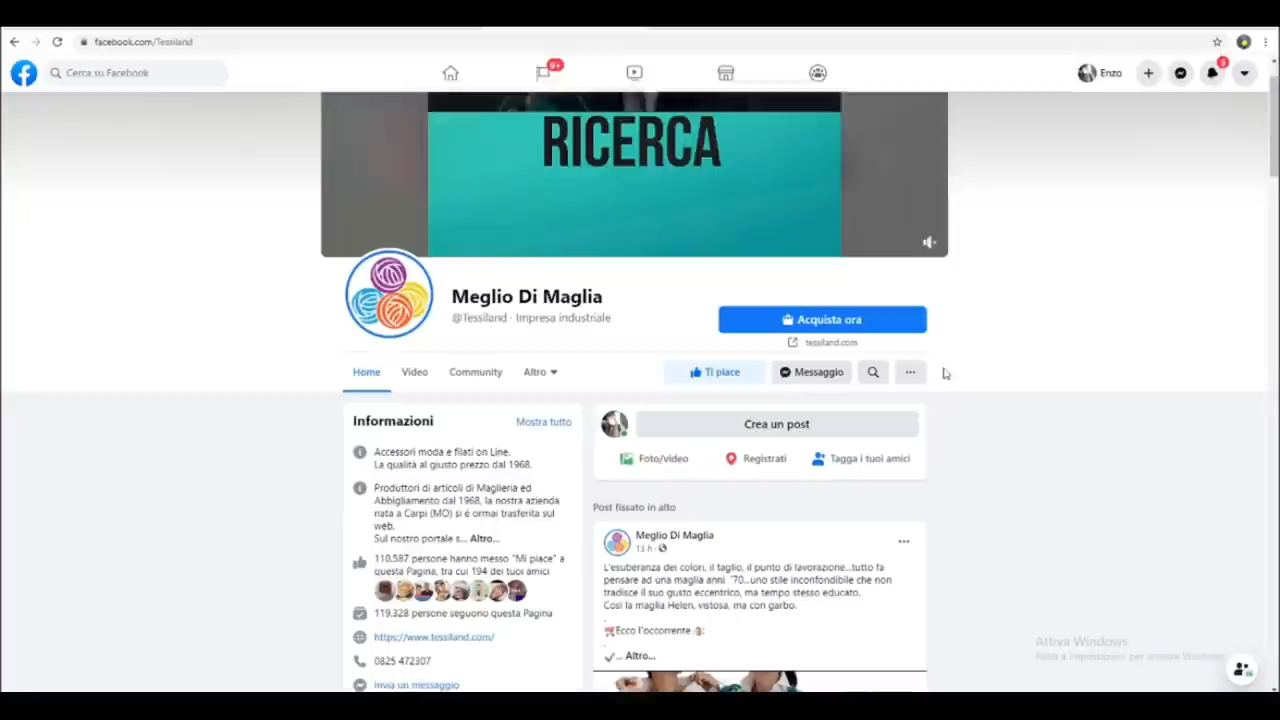 facebook.com/Tessiland
Cerca su Facebook
9+
Enzo
RICERCA
Meglio Di Maglia
@Tessiland · Impresa industriale
Acquista ora
tessiland.com
Home
Video
Community
Altro
Ti piace
Messaggio
...
Informazioni
Mostra tutto
Accessori moda e filati on Line.
La qualità al giusto prezzo dal 1968.
Produttori di articoli di Maglieria ed
Abbigliamento dal 1968, la nostra azienda
nata a Carpi (MO) si è ormai trasferita sul
web.
Sul nostro portale s... Altro...
110.587 persone hanno messo "Mi piace" a
questa Pagina, tra cui 194 dei tuoi amici
119.328 persone seguono questa Pagina
https://www.tessiland.com/
0825 472307
Invia un messaggio
Crea un post
Foto/video
Registrati
Tagga i tuoi amici
Post fissato in alto
Meglio Di Maglia
13 h ·
...
L'esuberanza dei colori, il taglio, il punto di lavorazione...tutto fa
pensare ad una maglia anni '70...uno stile inconfondibile che non
tradisce il suo gusto eccentrico, ma tempo stesso educato.
Così la maglia Helen, vistosa, ma con garbo.
.
Ecco l'occorrente :
.
... Altro...
Attiva Windows
Passa a Impostazioni per attivare Windows.